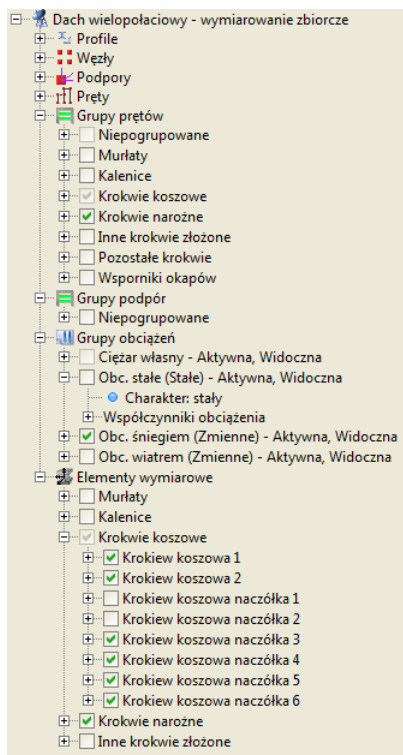 Dach wielopołaciowy - wymiarowanie zbiorcze
Profile
Węzły
Podpory
Pręty
Grupy prętów
Niepogrupowane
Murłaty
Kalenice
Krokwie koszowe
Krokwie narożne
Inne krokwie złożone
Pozostałe krokwie
Wsporniki okapów
Grupy podpór
Niepogrupowane
Grupy obciążeń
Ciężar własny - Aktywna, Widoczna
Obc. stałe (Stałe) - Aktywna, Widoczna
Charakter: stały
Współczynniki obciążenia
Obc. śniegiem (Zmienne) - Aktywna, Widoczna
Obc. wiatrem (Zmienne) - Aktywna, Widoczna
Elementy wymiarowe
Murłaty
Kalenice
Krokwie koszowe
Krokiew koszowa 1
Krokiew koszowa 2
Krokiew koszowa naczółka 1
Krokiew koszowa naczółka 2
Krokiew koszowa naczółka 3
Krokiew koszowa naczółka 4
Krokiew koszowa naczółka 5
Krokiew koszowa naczółka 6
Krokwie narożne
Inne krokwie złożone